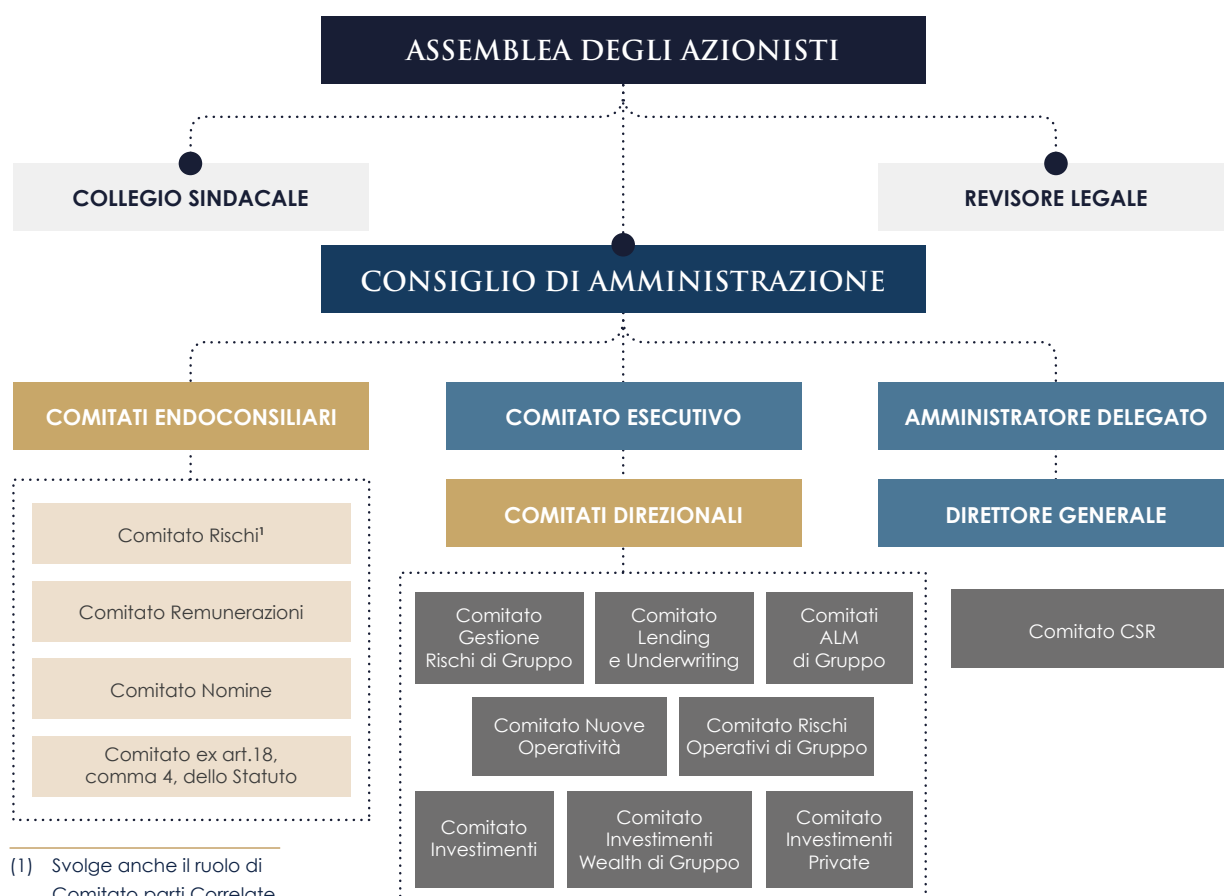 ASSEMBLEA DEGLI AZIONISTI
COLLEGIO SINDACALE
REVISORE LEGALE
CONSIGLIO DI AMMINISTRAZIONE
COMITATI ENDOCONSILIARI
COMITATO ESECUTIVO
AMMINISTRATORE DELEGATO
COMITATI DIREZIONALI
DIRETTORE GENERALE
Comitato Rischi¹
Comitato Remunerazioni
Comitato Nomine
Comitato ex art.18,
comma 4, dello Statuto
Comitato
Gestione
Rischi di Gruppo
Comitato
Lending
e Underwriting
Comitati
ALM
di Gruppo
Comitato Nuove
Operatività
Comitato Rischi
Operativi di Gruppo
Comitato
Investimenti
Comitato
Investimenti
Wealth di Gruppo
Comitato
Investimenti
Private
Comitato CSR
(1) Svolge anche il ruolo di
Comitato parti Correlate